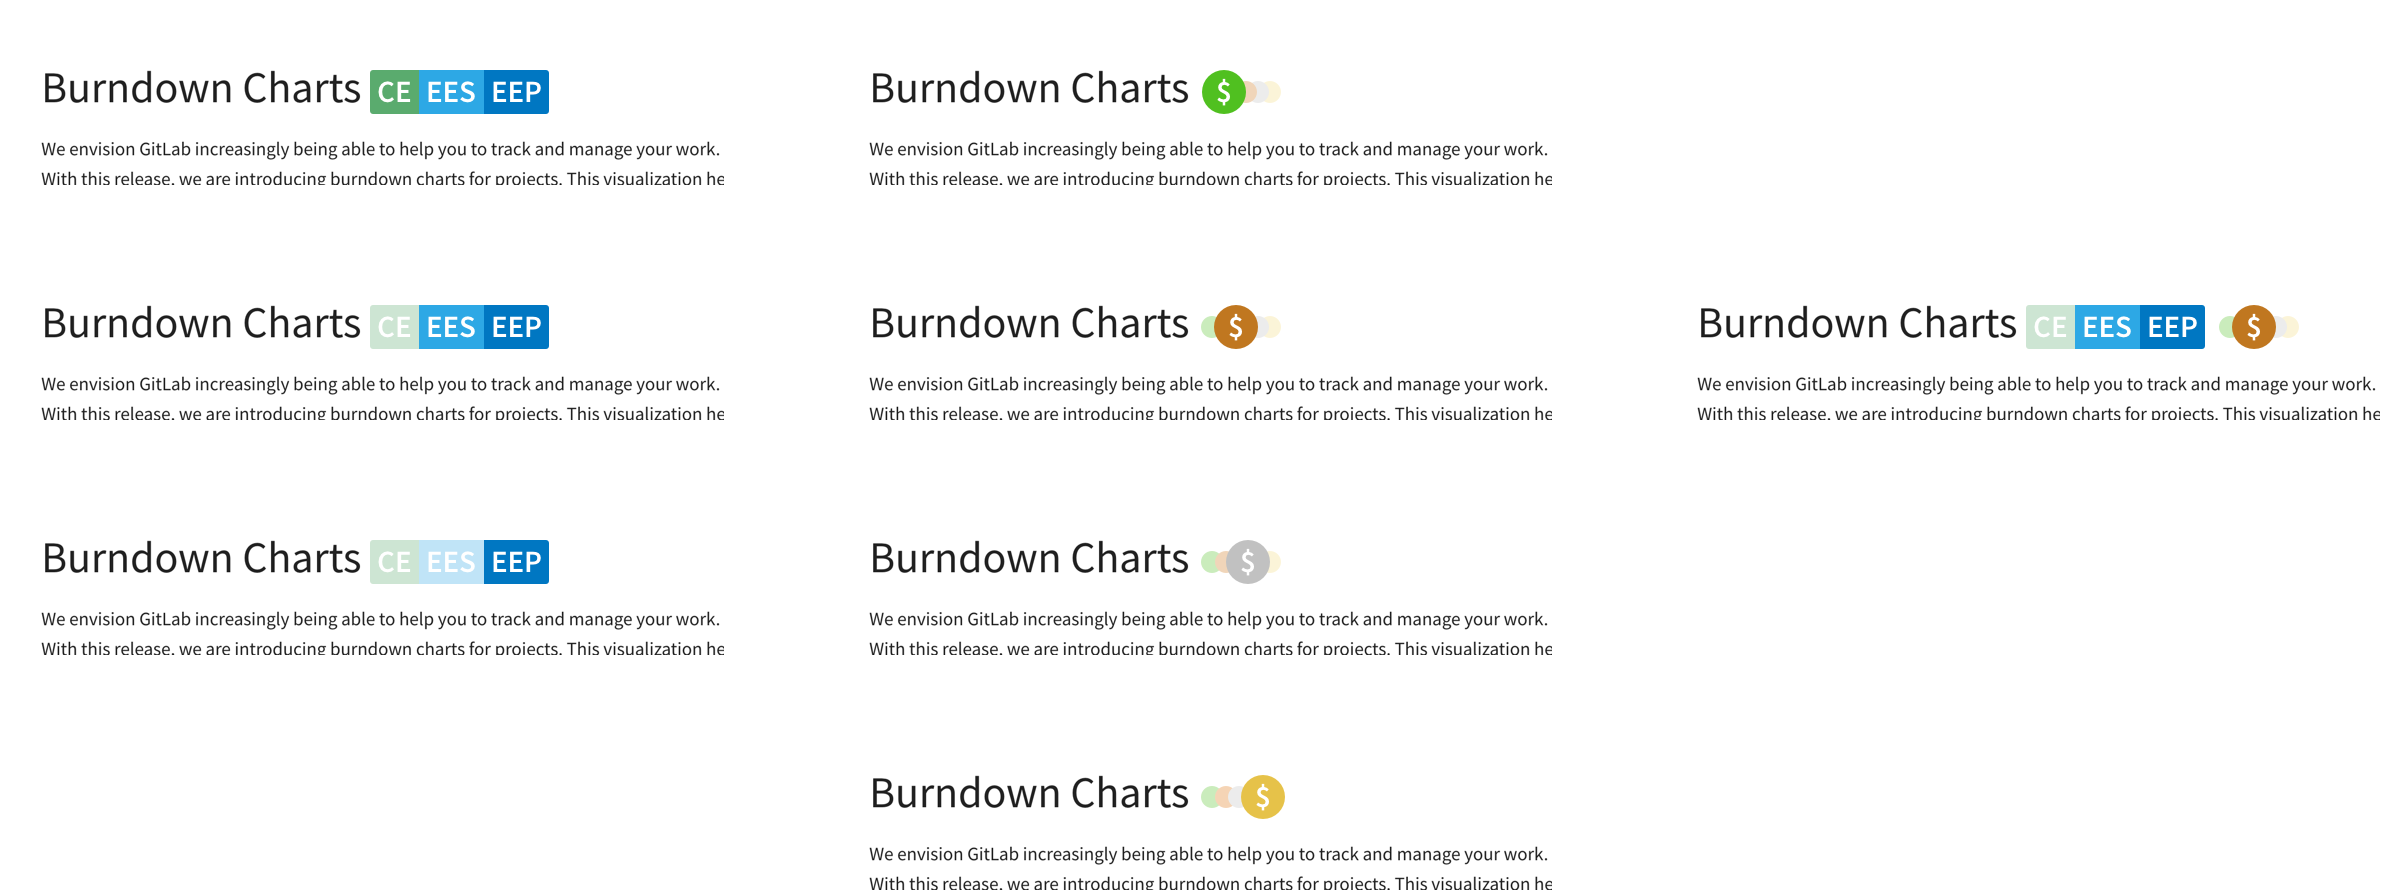 Burndown Charts CE EES EEP
We envision GitLab increasingly being able to help you to track and manage your work.
With this release, we are introducing burndown charts for projects. This visualization he
Burndown Charts $
We envision GitLab increasingly being able to help you to track and manage your work.
With this release, we are introducing burndown charts for projects. This visualization he
Burndown Charts CE EES EEP
We envision GitLab increasingly being able to help you to track and manage your work.
With this release, we are introducing burndown charts for projects. This visualization he
Burndown Charts $
We envision GitLab increasingly being able to help you to track and manage your work.
With this release, we are introducing burndown charts for projects. This visualization he
Burndown Charts CE EES EEP $
We envision GitLab increasingly being able to help you to track and manage your work.
With this release, we are introducing burndown charts for projects. This visualization he
Burndown Charts CE EES EEP
We envision GitLab increasingly being able to help you to track and manage your work.
With this release, we are introducing burndown charts for projects. This visualization he
Burndown Charts $
We envision GitLab increasingly being able to help you to track and manage your work.
With this release, we are introducing burndown charts for projects. This visualization he
Burndown Charts $
We envision GitLab increasingly being able to help you to track and manage your work.
With this release, we are introducing burndown charts for projects. This visualization he